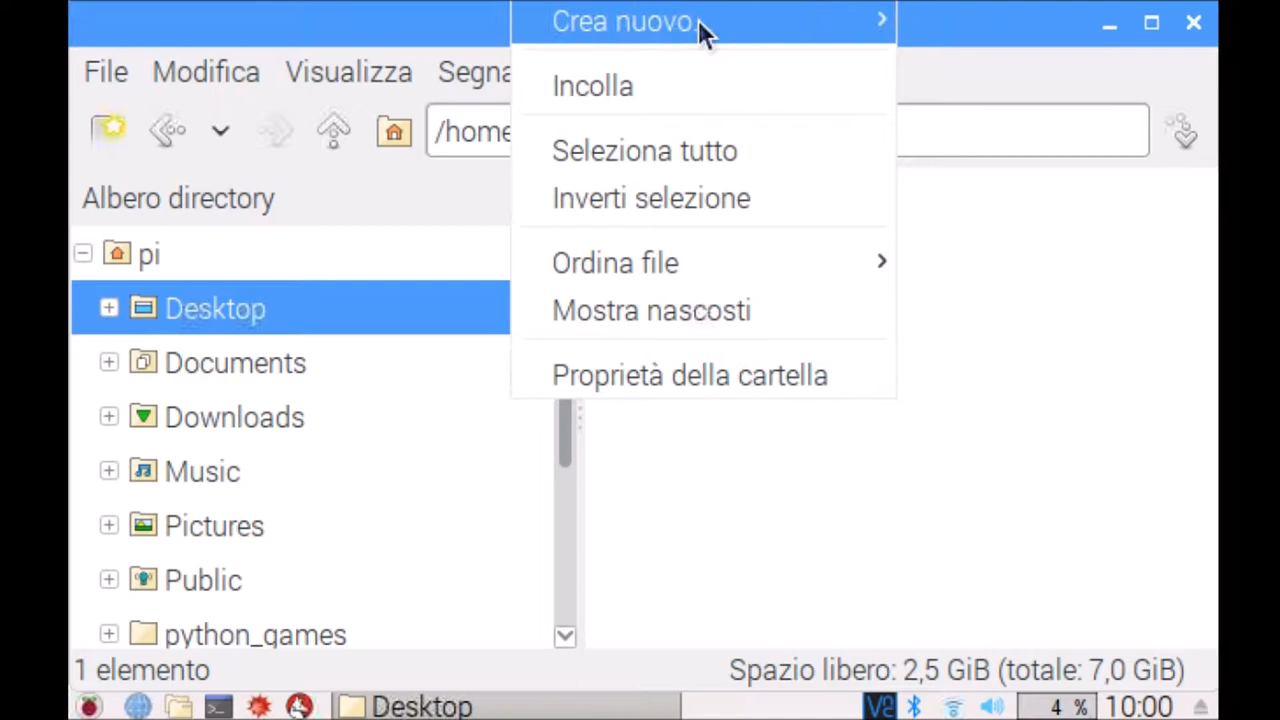 Crea nuovo...
File Modifica Visualizza
Incolla
/home
Seleziona tutto
Albero directory
Inverti selezione
pi
Ordina file
Desktop
Mostra nascosti
Documents
Proprietà della cartella
Downloads
Music
Pictures
Public
python_games
1 elemento
Spazio libero: 2,5 GiB (totale: 7,0 GiB)
Desktop
V2
4 %
10:00